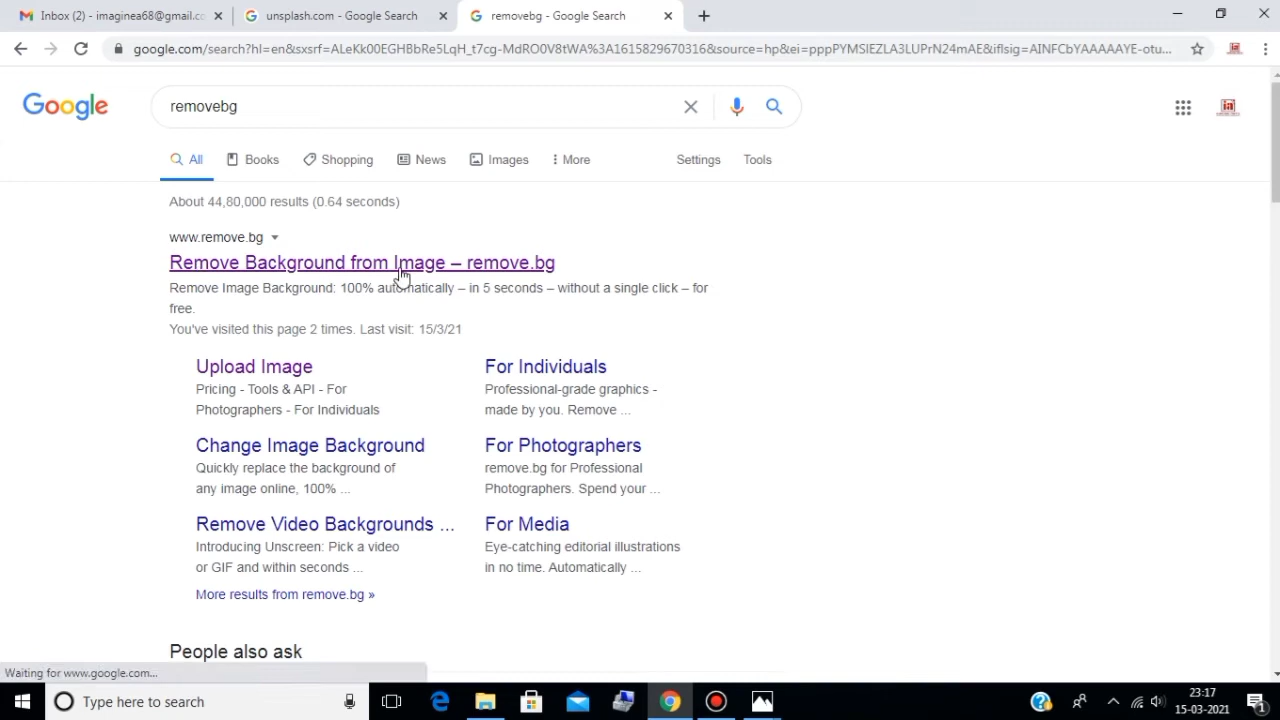 Inbox (2) - imaginea68@gmail.cc
unsplash.com - Google Search
removebg - Google Search
google.com/search?hl=en&sxsrf=ALeKk00EGHBbRe5LqH_t7cg-MdRO0V8tWA%3A1615829670316&source=hp&ei=pppPYMSIEZLA3LUPrN24mAE&iflsig=AINFCbYAAAAAYE-otu...
Google
removebg
All
Books
Shopping
News
Images
More
Settings
Tools
About 44,80,000 results (0.64 seconds)
www.remove.bg
Remove Background from Image – remove.bg
Remove Image Background: 100% automatically – in 5 seconds – without a single click – for
free.
You've visited this page 2 times. Last visit: 15/3/21
Upload Image
Pricing - Tools & API - For
Photographers - For Individuals
For Individuals
Professional-grade graphics -
made by you. Remove ...
Change Image Background
Quickly replace the background of
any image online, 100% ...
For Photographers
remove.bg for Professional
Photographers. Spend your ...
Remove Video Backgrounds ...
Introducing Unscreen: Pick a video
or GIF and within seconds ...
For Media
Eye-catching editorial illustrations
in no time. Automatically ...
More results from remove.bg »
People also ask
Waiting for www.google.com...
Type here to search
23:17
15-03-2021
1